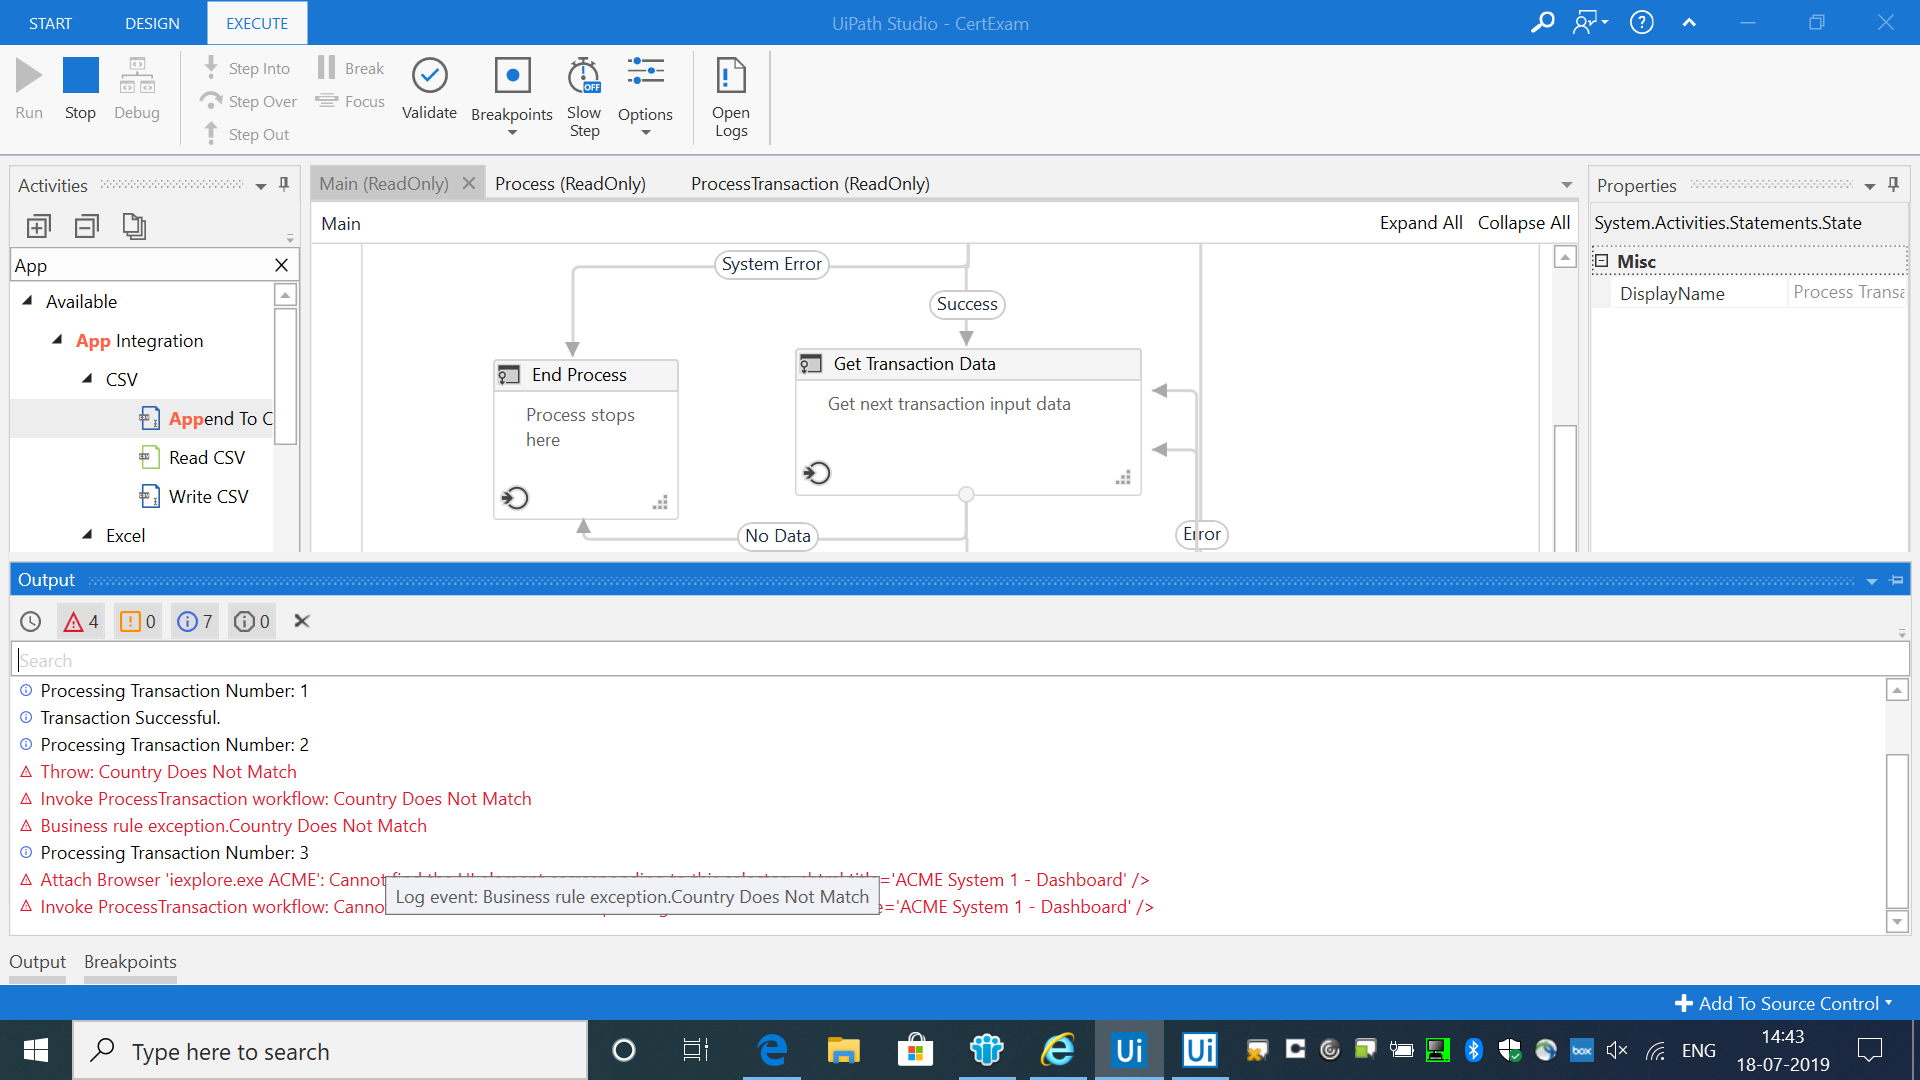 START DESIGN EXECUTE UiPath Studio - CertExam
Run Stop Debug
Step Into
Step Over
Step Out
Break
Focus
Validate Breakpoints
Slow
Step
OFF
Options
Open
Logs
Activities
App
Available
App Integration
CSV
Append To C
Read CSV
Write CSV
Excel
Main (ReadOnly) Process (ReadOnly) ProcessTransaction (ReadOnly)
Main Expand All Collapse All
System Error
Success
End Process
Process stops
here
Get Transaction Data
Get next transaction input data
No Data
Error
Properties
System.Activities.Statements.State
Misc
DisplayName Process Transa
Output
4 0 7 0
Search
Processing Transaction Number: 1
Transaction Successful.
Processing Transaction Number: 2
Throw: Country Does Not Match
Invoke ProcessTransaction workflow: Country Does Not Match
Business rule exception.Country Does Not Match
Processing Transaction Number: 3
Attach Browser 'iexplore.exe ACME': Cannot ='ACME System 1 - Dashboard' />
Log event: Business rule exception.Country Does Not Match
Invoke ProcessTransaction workflow: Canno ='ACME System 1 - Dashboard' />
Output Breakpoints
Add To Source Control
Type here to search
Ui Ui
box
ENG
14:43
18-07-2019